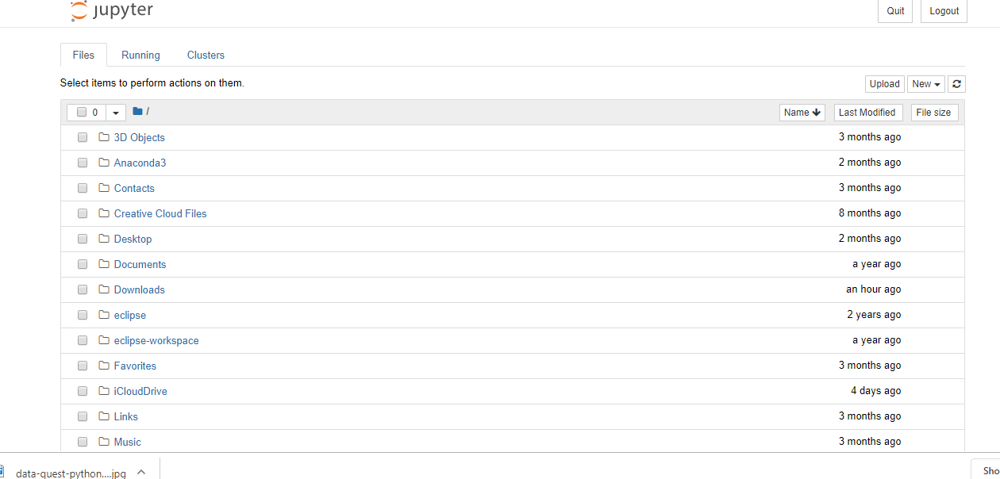 jupyter Quit Logout
Files Running Clusters
Select items to perform actions on them. Upload New
0 / Name Last Modified File size
3D Objects 3 months ago
Anaconda3 2 months ago
Contacts 3 months ago
Creative Cloud Files 8 months ago
Desktop 2 months ago
Documents a year ago
Downloads an hour ago
eclipse 2 years ago
eclipse-workspace a year ago
Favorites 3 months ago
iCloudDrive 4 days ago
Links 3 months ago
Music 3 months ago
data-quest-python....jpg Sho